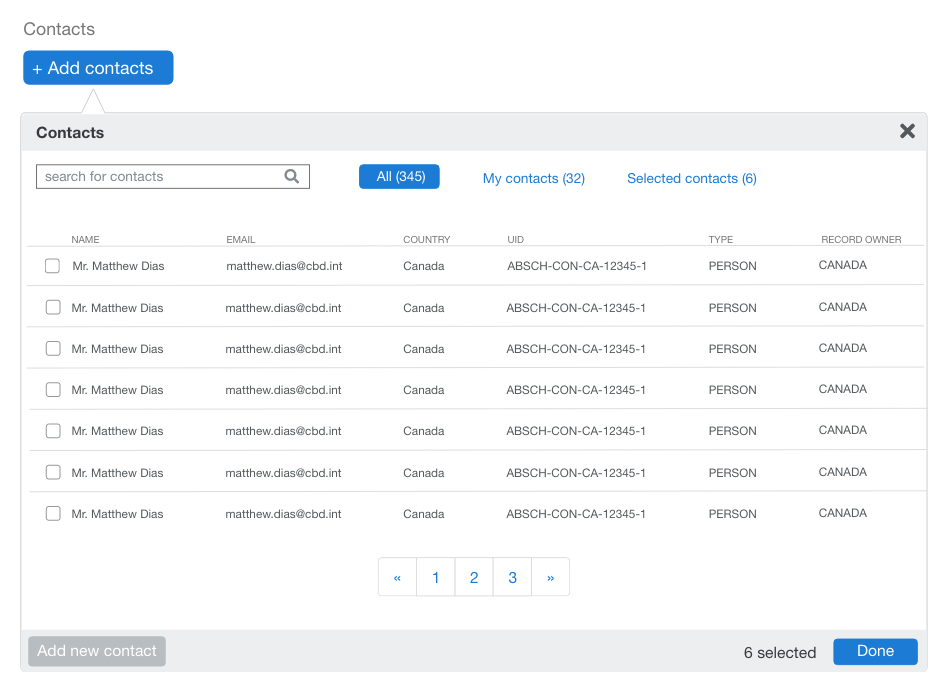 Contacts
+ Add contacts
Contacts
search for contacts All (345) My contacts (32) Selected contacts (6)
NAME EMAIL COUNTRY UID TYPE RECORD OWNER
Mr. Matthew Dias matthew.dias@cbd.int Canada ABSCH-CON-CA-12345-1 PERSON CANADA
Mr. Matthew Dias matthew.dias@cbd.int Canada ABSCH-CON-CA-12345-1 PERSON CANADA
Mr. Matthew Dias matthew.dias@cbd.int Canada ABSCH-CON-CA-12345-1 PERSON CANADA
Mr. Matthew Dias matthew.dias@cbd.int Canada ABSCH-CON-CA-12345-1 PERSON CANADA
Mr. Matthew Dias matthew.dias@cbd.int Canada ABSCH-CON-CA-12345-1 PERSON CANADA
Mr. Matthew Dias matthew.dias@cbd.int Canada ABSCH-CON-CA-12345-1 PERSON CANADA
Mr. Matthew Dias matthew.dias@cbd.int Canada ABSCH-CON-CA-12345-1 PERSON CANADA
« 1 2 3 »
Add new contact 6 selected Done